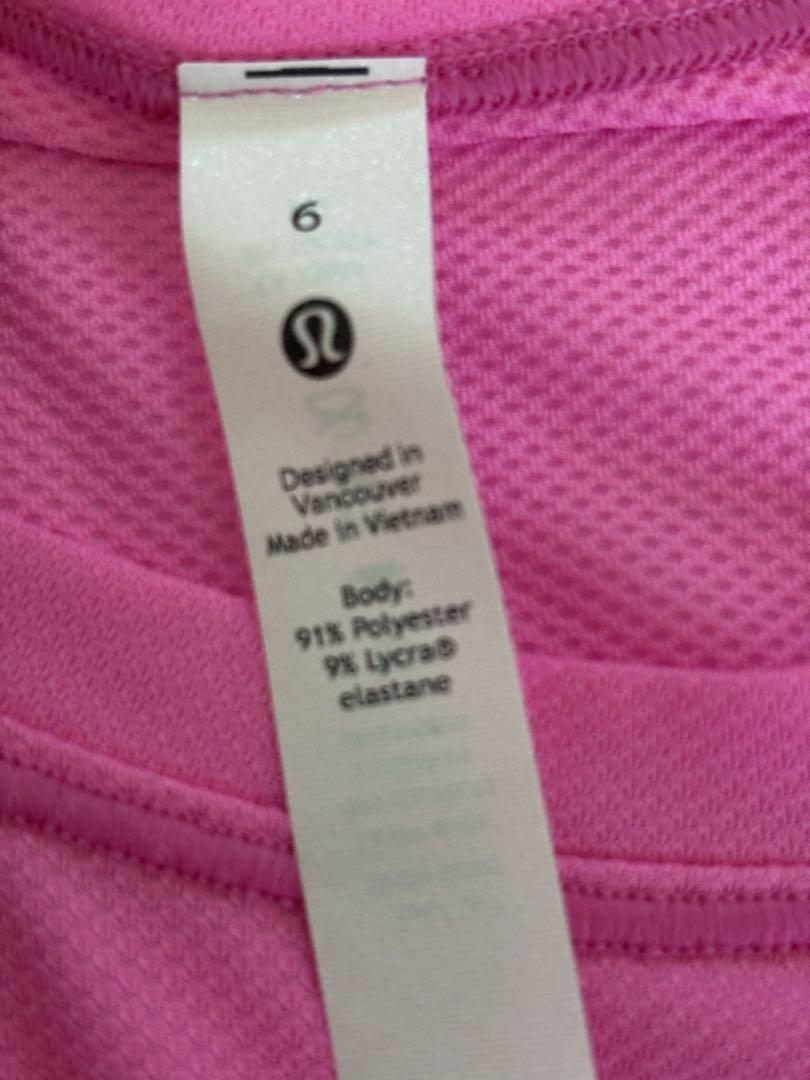 6
Designed in
Vancouver
Made in Vietnam
Body:
91% Polyester
9% Lycra®
elastane